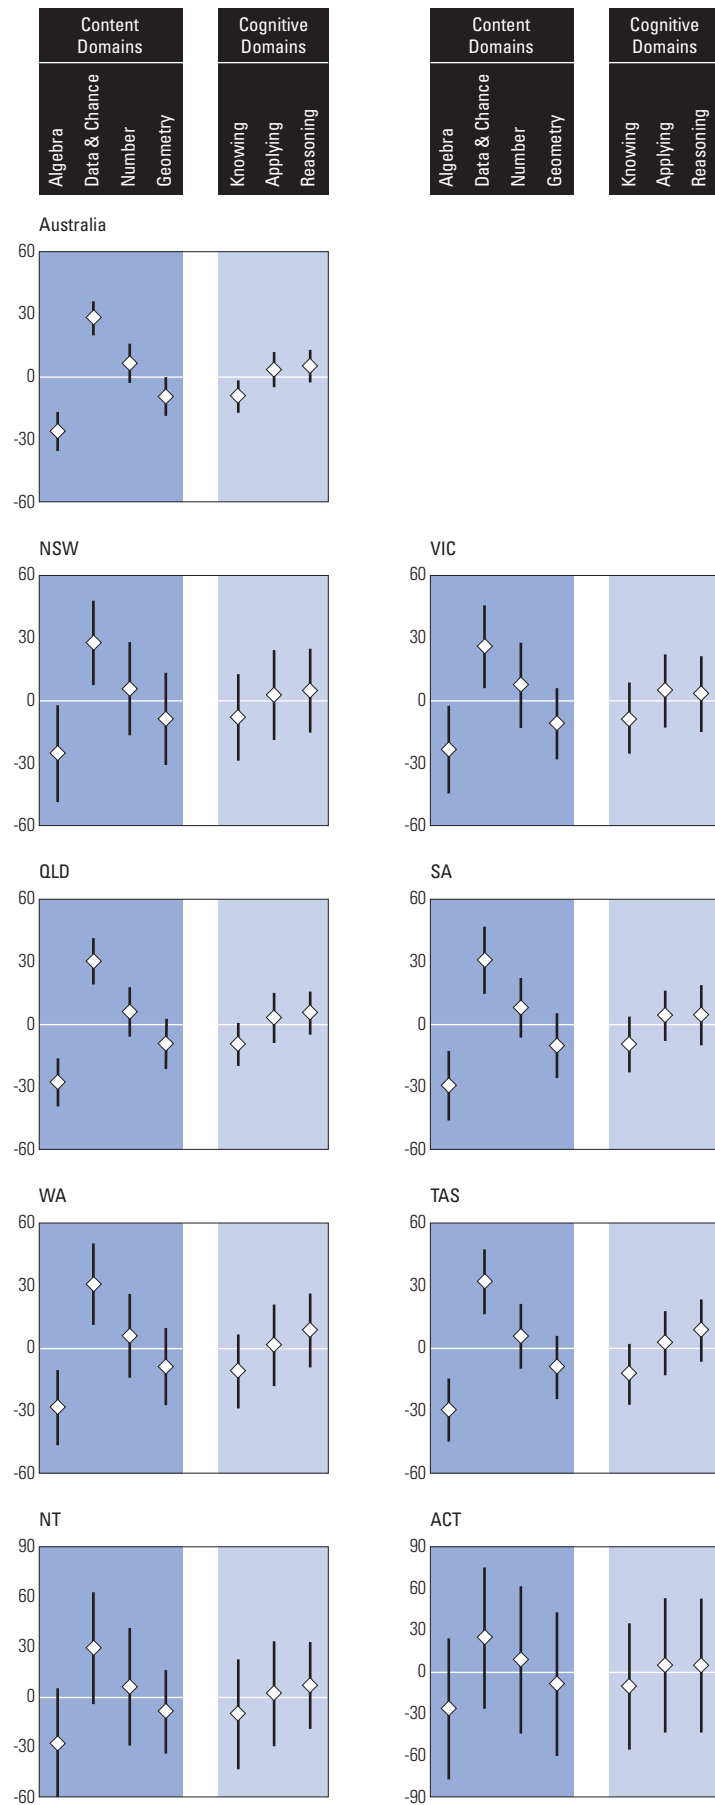 Content
Domains
Cognitive
Domains
Algebra
Data & Chance
Number
Geometry
Knowing
Applying
Reasoning
Content
Domains
Cognitive
Domains
Algebra
Data & Chance
Number
Geometry
Knowing
Applying
Reasoning
Australia
60
30
0
-30
-60
NSW
60
30
0
-30
-60
VIC
60
30
0
-30
-60
QLD
60
30
0
-30
-60
SA
60
30
0
-30
-60
WA
60
30
0
-30
-60
TAS
60
30
0
-30
-60
NT
90
60
30
0
-30
-60
ACT
90
60
30
0
-30
-60
-90